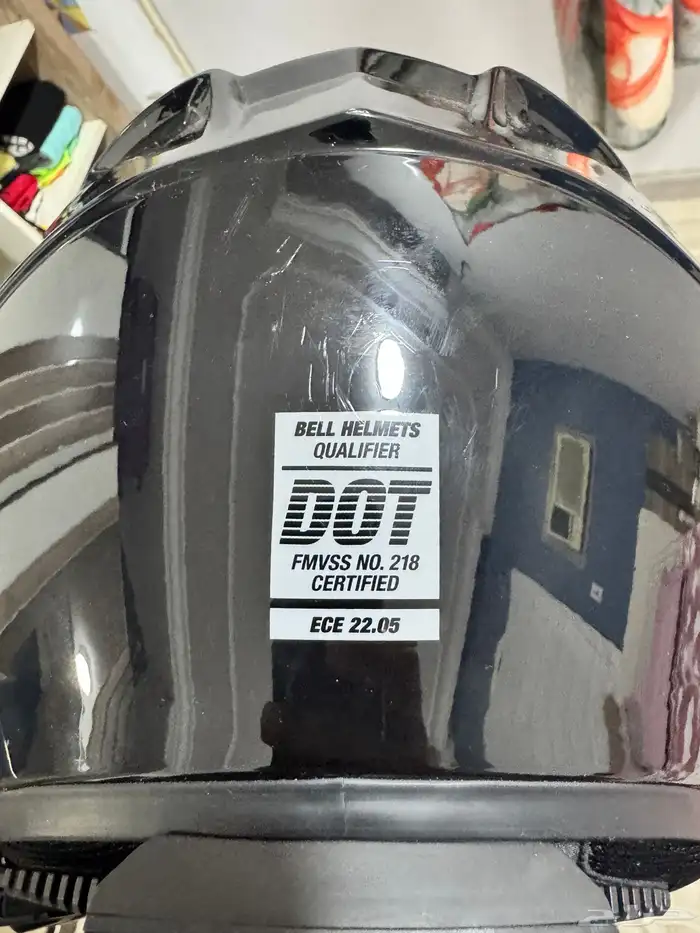 BELL HELMETS
QUALIFIER
DOT
FMVSS NO. 218
CERTIFIED
ECE 22.05